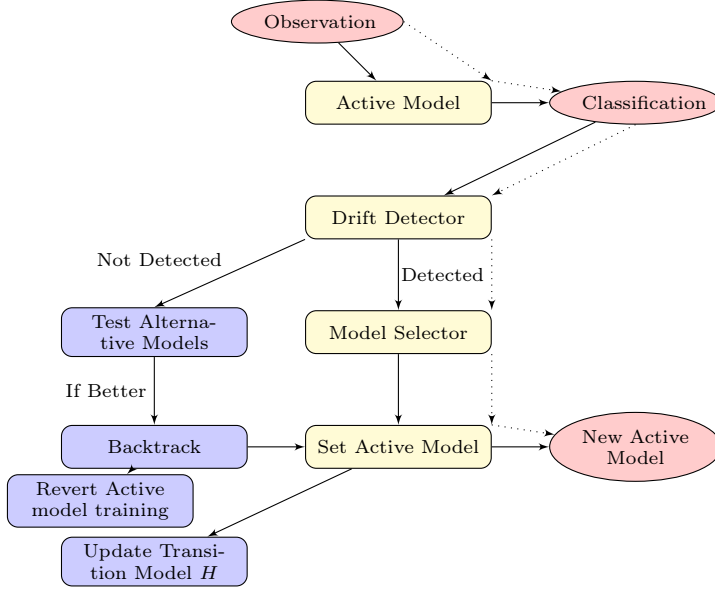 Observation
Active Model
Classification
Drift Detector
Not Detected
Detected
Test Alterna-
tive Models
Model Selector
If Better
Backtrack
Set Active Model
New Active
Model
Revert Active
model training
Update Transi-
tion Model H